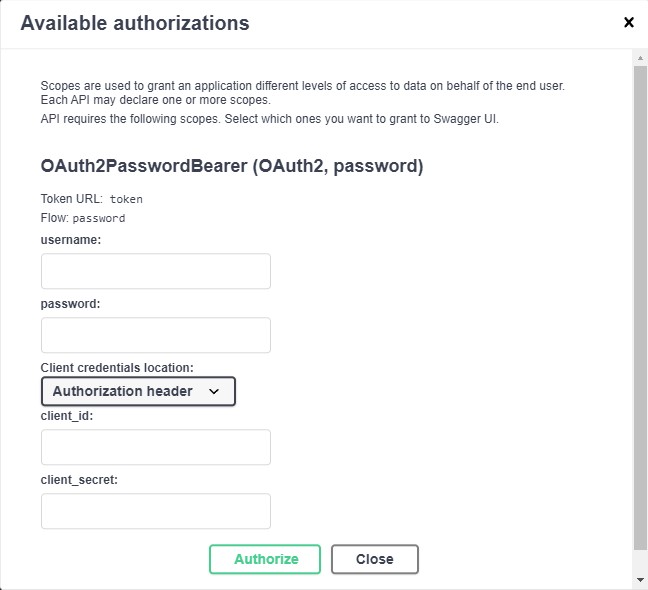 Available authorizations
Scopes are used to grant an application different levels of access to data on behalf of the end user.
Each API may declare one or more scopes.
API requires the following scopes. Select which ones you want to grant to Swagger UI.
OAuth2PasswordBearer (OAuth2, password)
Token URL: token
Flow: password
username:
password:
Client credentials location:
Authorization header
client_id:
client_secret:
Authorize Close